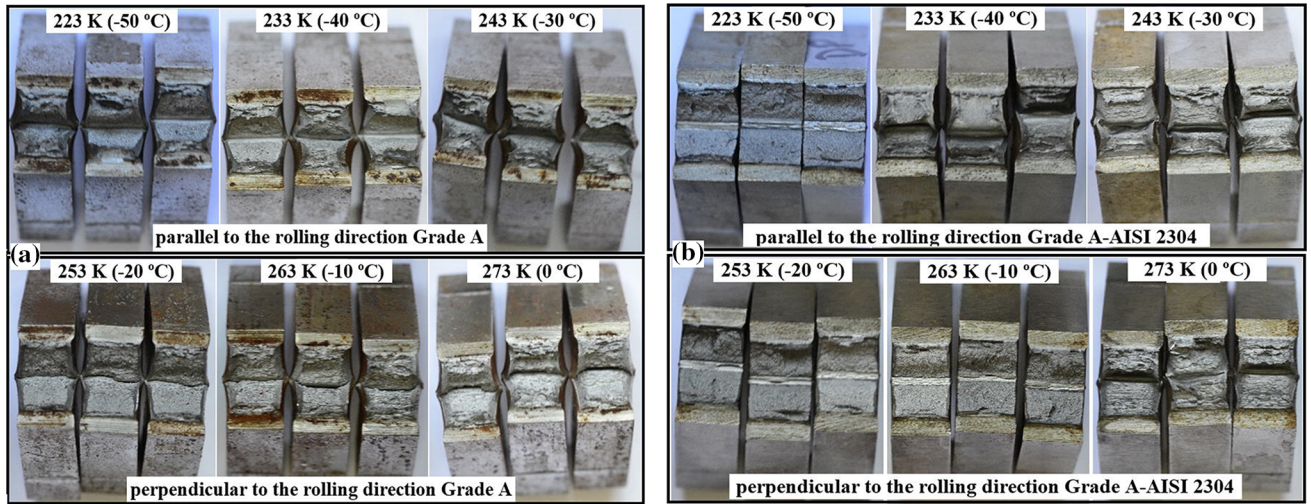 223 K (-50 ºC)
233 K (-40 ºC)
243 K (-30 ºC)
parallel to the rolling direction Grade A
(a)
253 K (-20 ºC)
263 K (-10 ºC)
273 K (0 ºC)
perpendicular to the rolling direction Grade A
223 K (-50 ºC)
233 K (-40 ºC)
243 K (-30 ºC)
parallel to the rolling direction Grade A-AISI 2304
(b)
253 K (-20 ºC)
263 K (-10 ºC)
273 K (0 ºC)
perpendicular to the rolling direction Grade A-AISI 2304